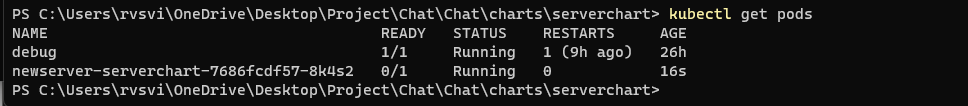 PS C:\Users\rvsvi\OneDrive\Desktop\Project\Chat\Chat\charts\serverchart> kubectl get pods
NAME READY STATUS RESTARTS AGE
debug 1/1 Running 1 (9h ago) 26h
newserver-serverchart-7686fcdf57-8k4s2 0/1 Running 0 16s
PS C:\Users\rvsvi\OneDrive\Desktop\Project\Chat\Chat\charts\serverchart>